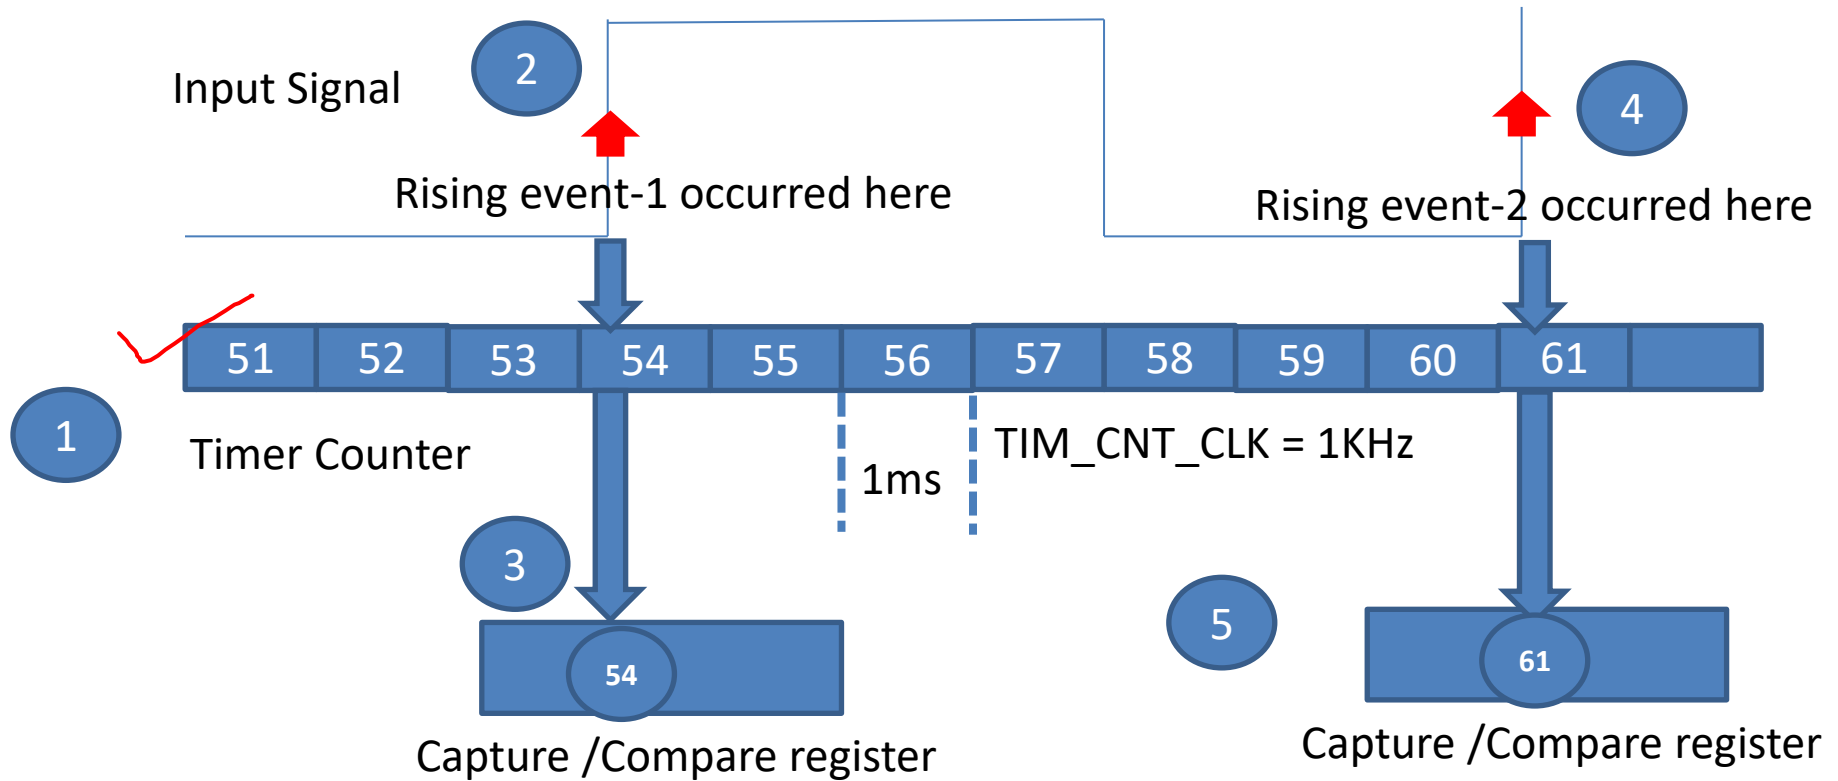 2
Input Signal
4
Rising event-1 occurred here
Rising event-2 occurred here
51 52 53 54 55 56 57 58 59 60 61
1
Timer Counter
TIM_CNT_CLK = 1KHz
1ms
3
5
54
61
Capture /Compare register
Capture /Compare register